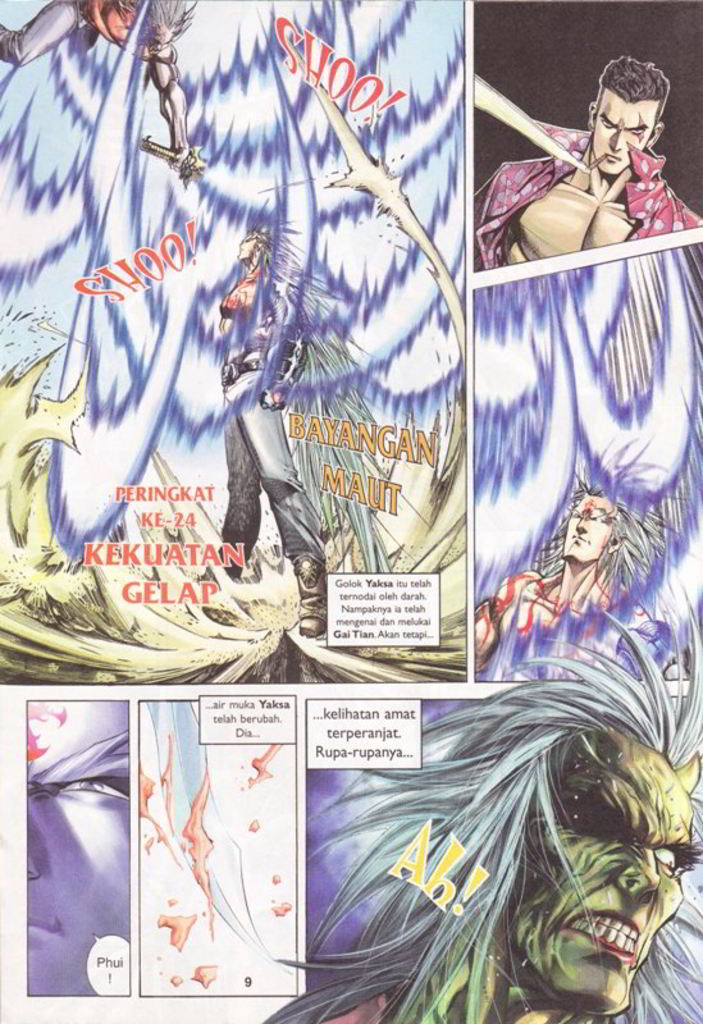 SHOO!
SHOO!
BAYANGAN
MAUT
PERINGKAT
KE-24
KEKUATAN
GELAP
Golok Yaksa itu telah
ternodai oleh darah.
Nampaknya ia telah
mengenai dan melukai
Gai Tian. Akan tetapi...
Phui
!
...air muka Yaksa
telah berubah.
Dia...
...kelihatan amat
terperanjat.
Rupa-rupanya...
Ah!
9